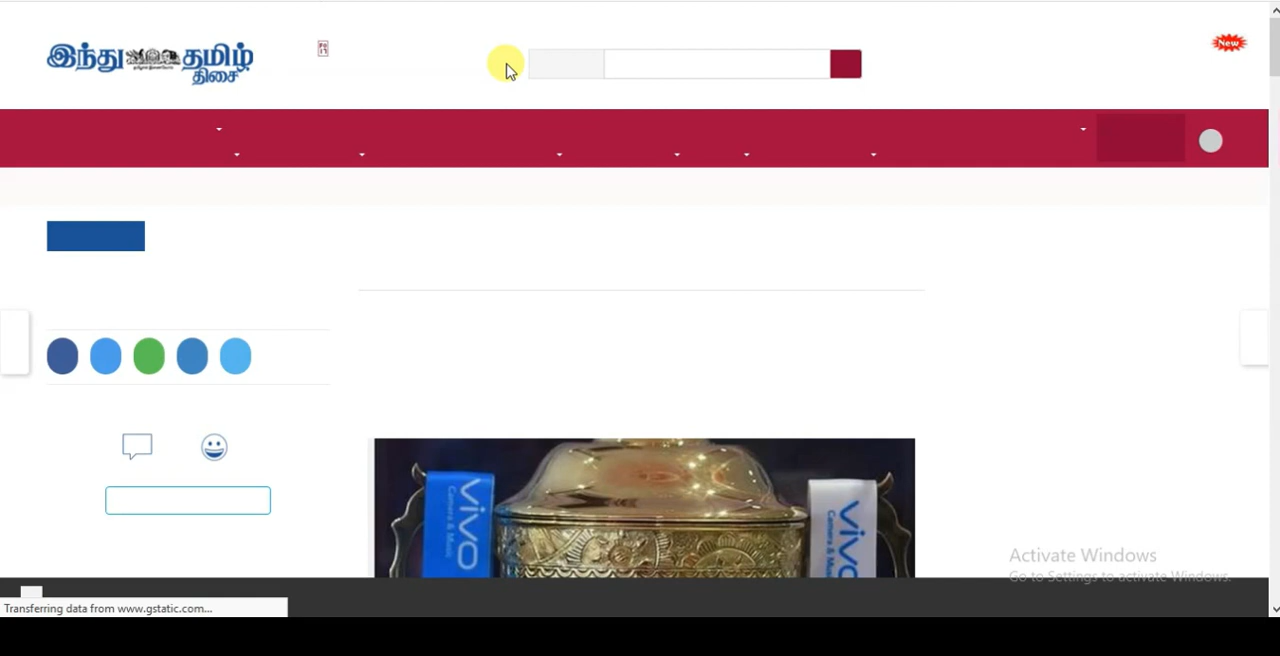 இந்து தமிழ்
திசை
New
vivo
Camera & Music
vivo
Camera & Mus
Activate Windows
Go to Settings to activate Windows.
Transferring data from www.gstatic.com...